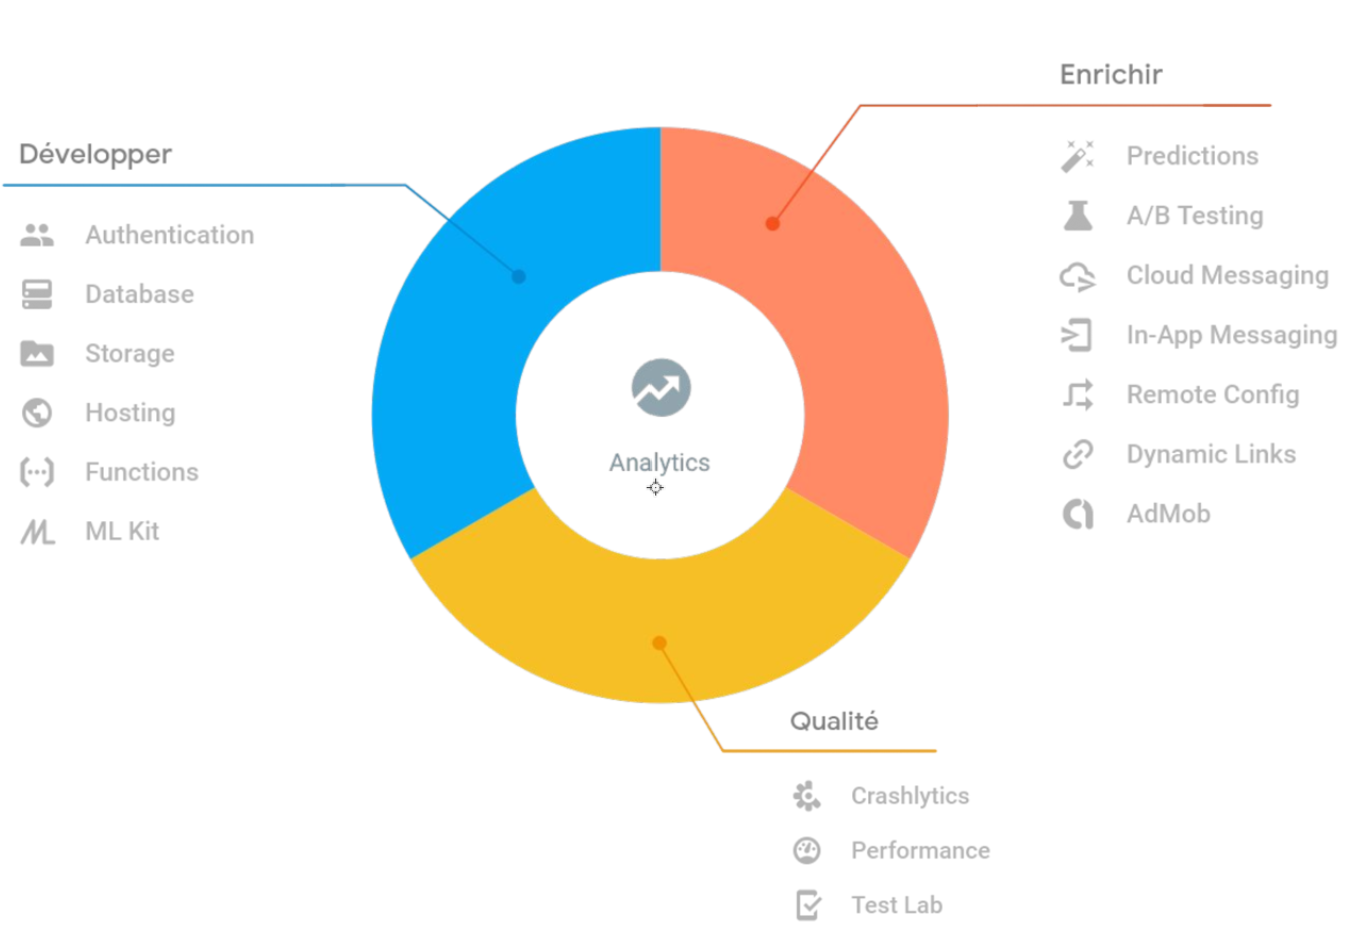 Développer
Authentication
Database
Storage
Hosting
Functions
ML Kit
Analytics
Enrichir
Predictions
A/B Testing
Cloud Messaging
In-App Messaging
Remote Config
Dynamic Links
AdMob
Qualité
Crashlytics
Performance
Test Lab